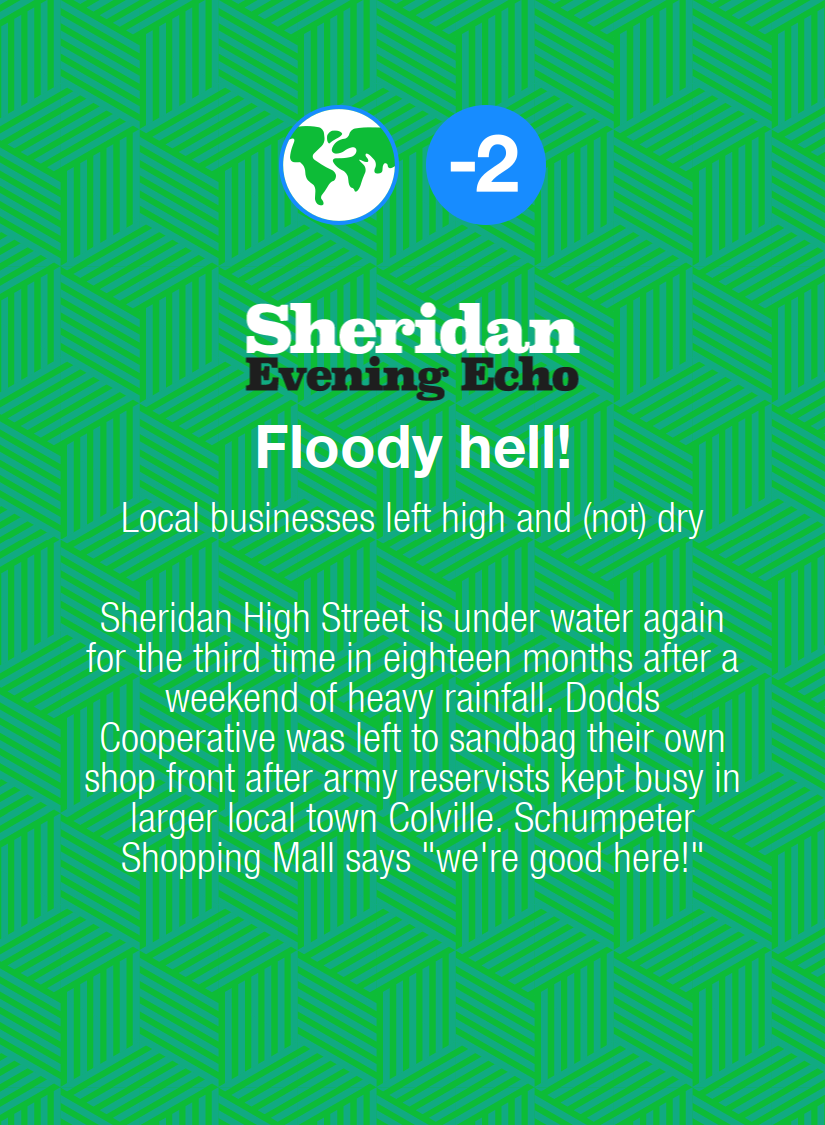 -2
Sheridan
Evening Echo
Floody hell!
Local businesses left high and (not) dry
Sheridan High Street is under water again
for the third time in eighteen months after a
weekend of heavy rainfall. Dodds
Cooperative was left to sandbag their own
shop front after army reservists kept busy in
larger local town Colville. Schumpeter
Shopping Mall says "we're good here!"